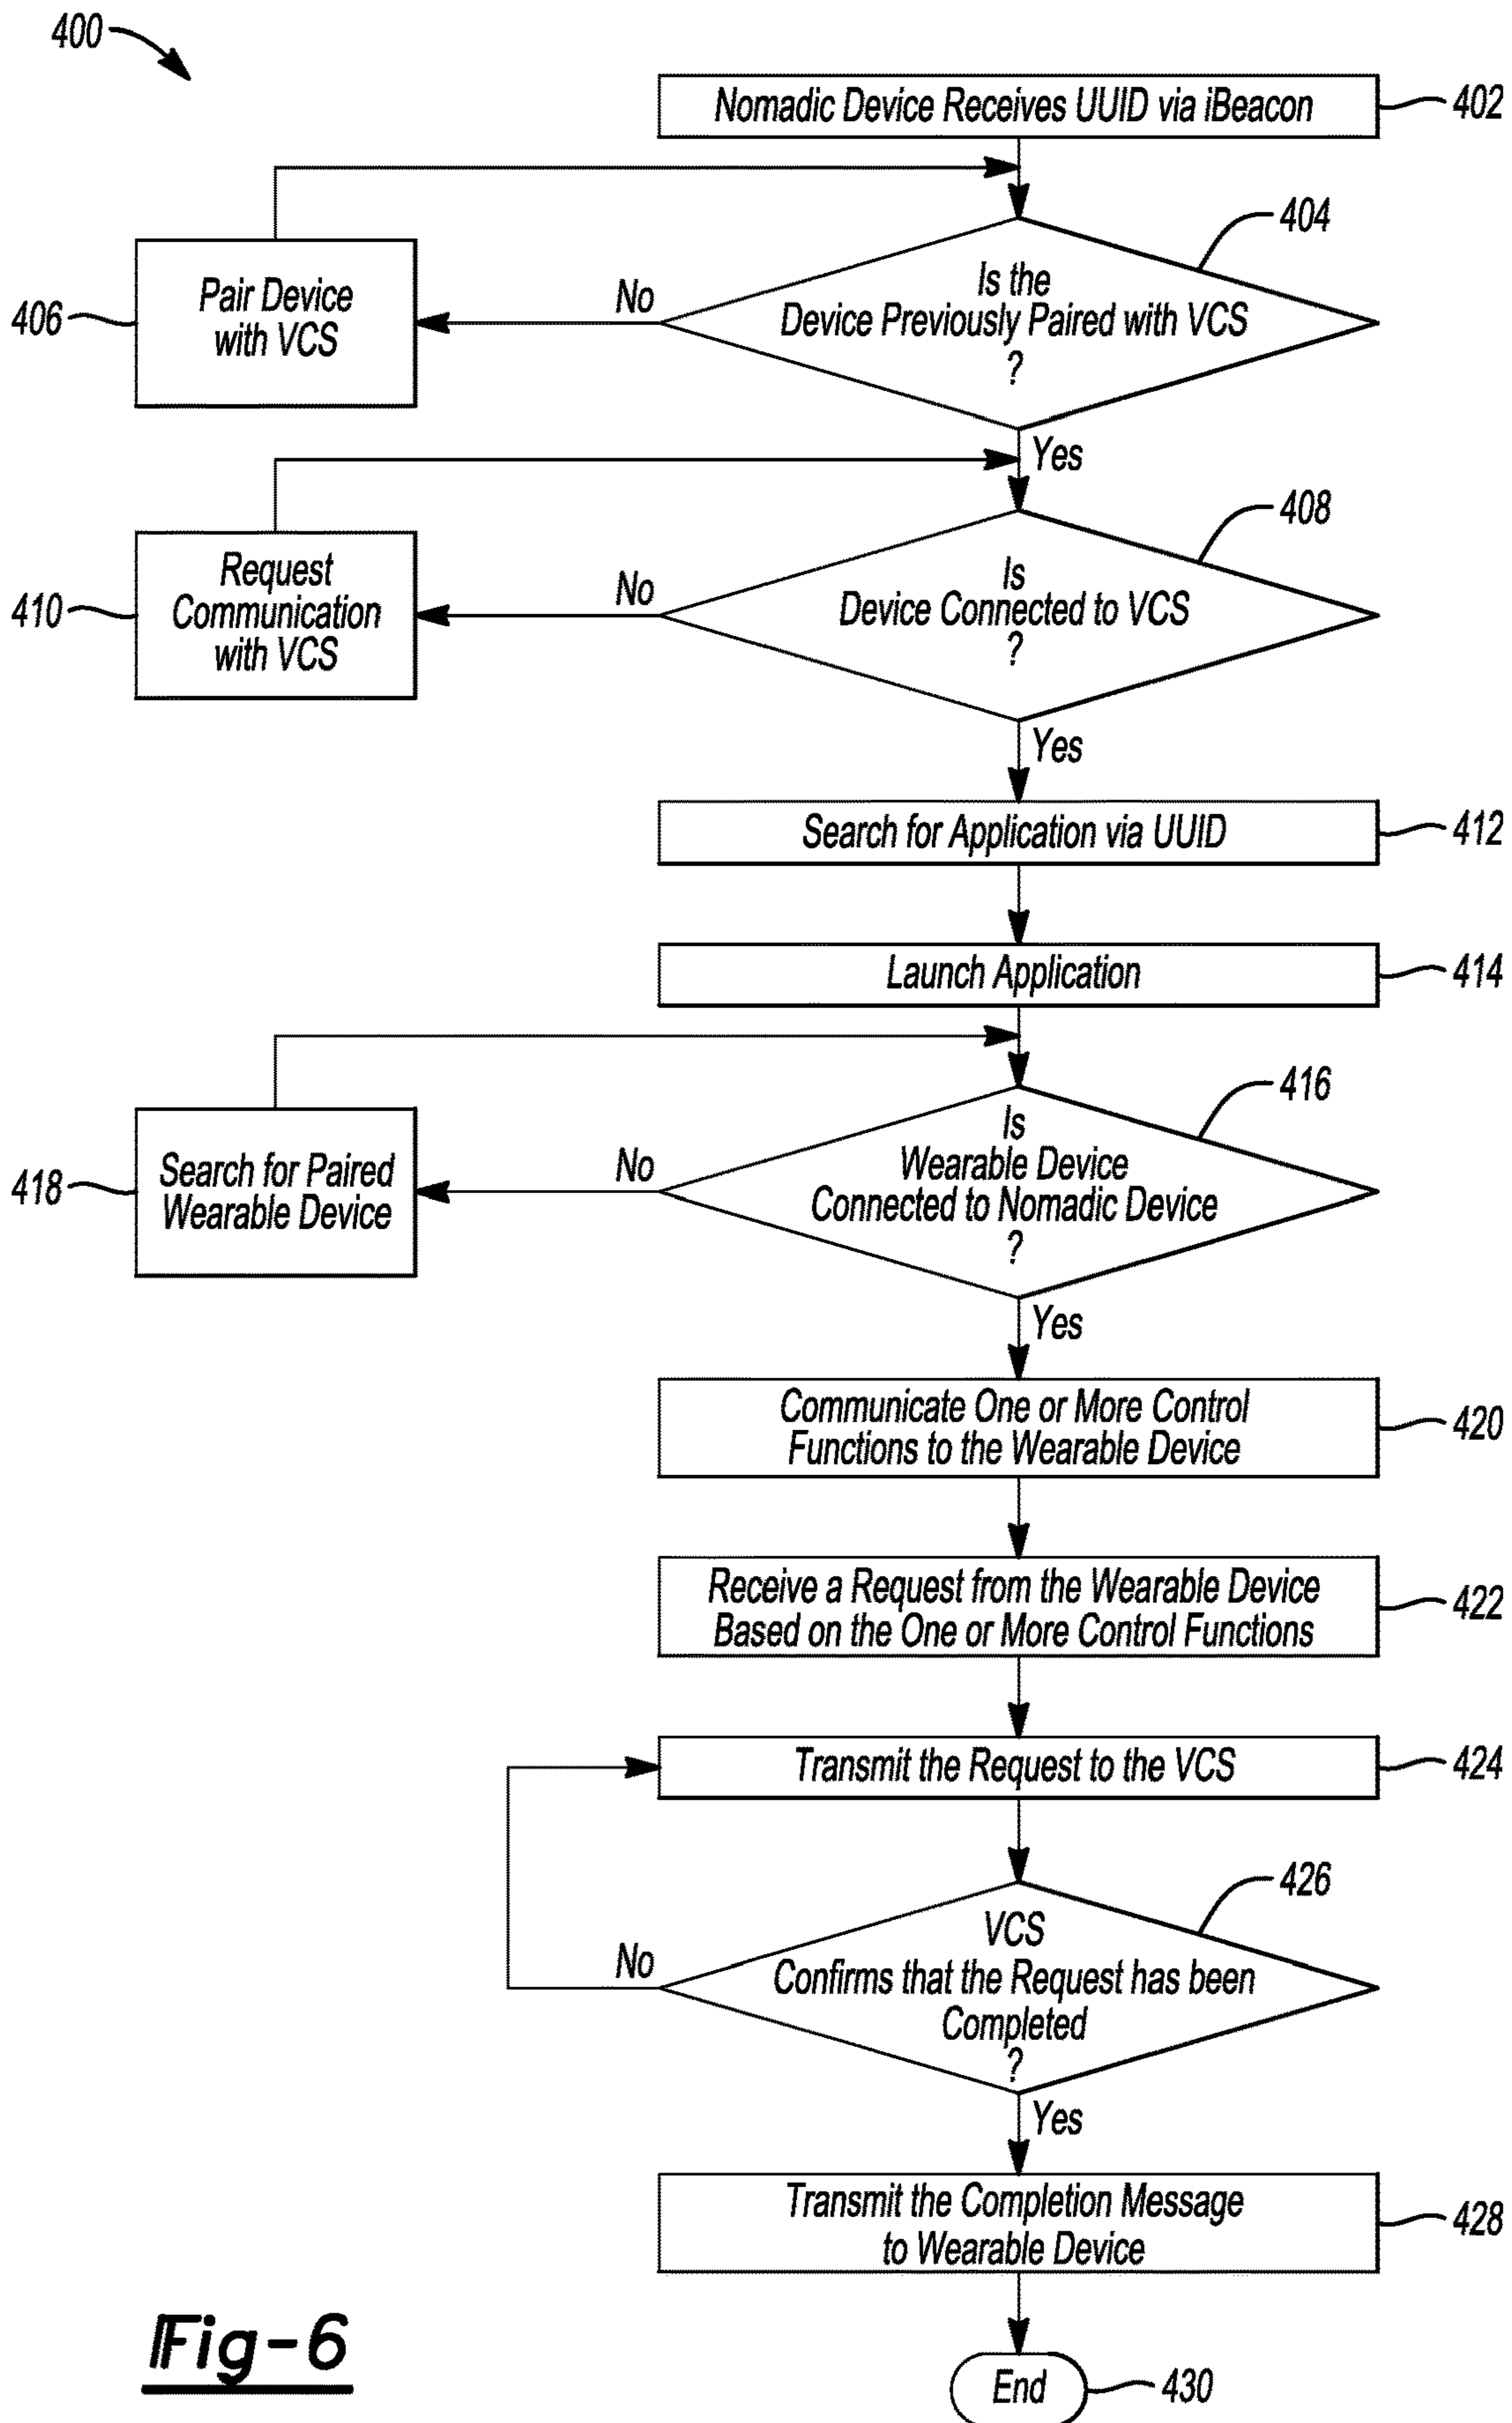 400
Nomadic Device Receives UUID via iBeacon
402
404
Is the
Device Previously Paired with VCS
?
No
Pair Device
with VCS
406
Yes
408
Is
Device Connected to VCS
?
No
Request
Communication
with VCS
410
Yes
Search for Application via UUID
412
Launch Application
414
416
Is
Wearable Device
Connected to Nomadic Device
?
No
Search for Paired
Wearable Device
418
Yes
Communicate One or More Control
Functions to the Wearable Device
420
Receive a Request from the Wearable Device
Based on the One or More Control Functions
422
Transmit the Request to the VCS
424
426
VCS
Confirms that the Request has been
Completed
?
No
Yes
Transmit the Completion Message
to Wearable Device
428
End
430
Fig-6